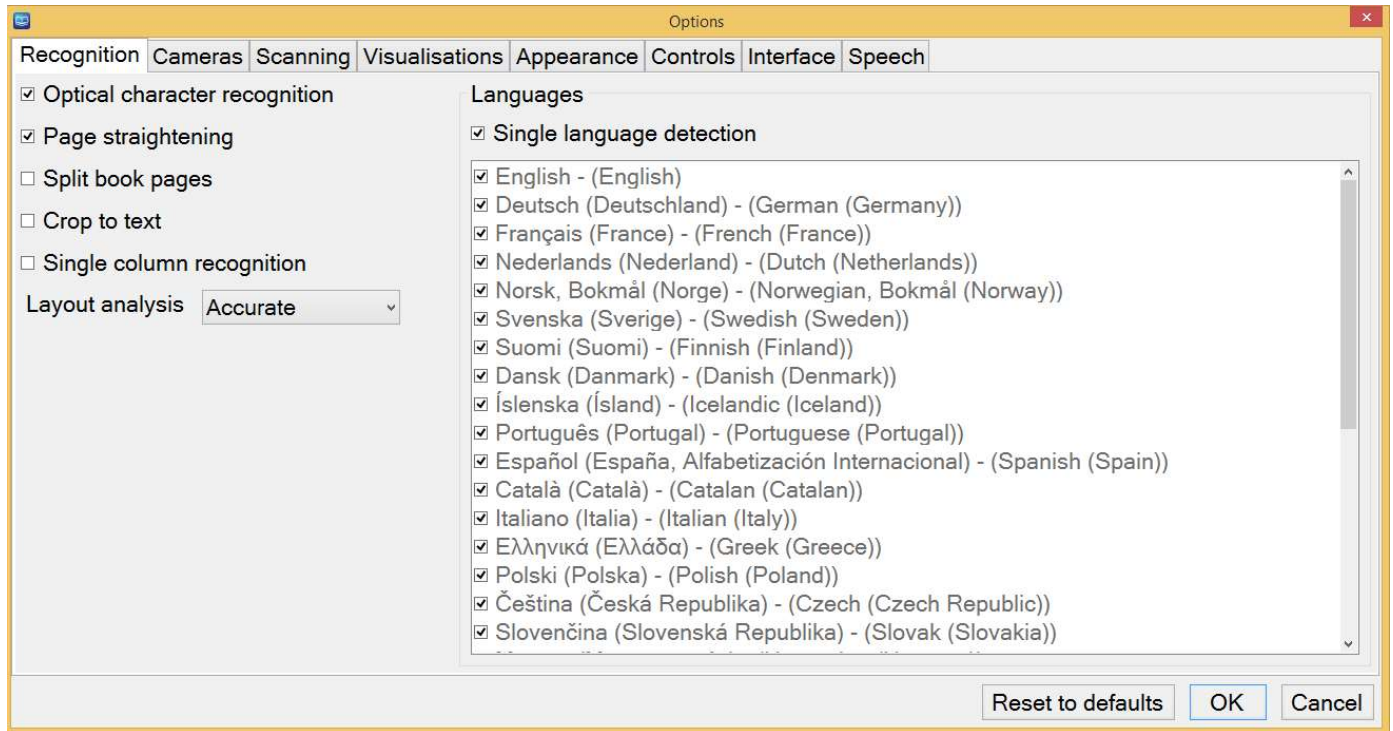 Options
Recognition Cameras Scanning Visualisations Appearance Controls Interface Speech
Optical character recognition
Page straightening
Split book pages
Crop to text
Single column recognition
Layout analysis Accurate
Languages
Single language detection
English - (English)
Deutsch (Deutschland) - (German (Germany))
Français (France) - (French (France))
Nederlands (Nederland) - (Dutch (Netherlands))
Norsk, Bokmål (Norge) - (Norwegian, Bokmål (Norway))
Svenska (Sverige) - (Swedish (Sweden))
Suomi (Suomi) - (Finnish (Finland))
Dansk (Danmark) - (Danish (Denmark))
Íslenska (Ísland) - (Icelandic (Iceland))
Português (Portugal) - (Portuguese (Portugal))
Español (España, Alfabetización Internacional) - (Spanish (Spain))
Català (Català) - (Catalan (Catalan))
Italiano (Italia) - (Italian (Italy))
Ελληνικά (Ελλάδα) - (Greek (Greece))
Polski (Polska) - (Polish (Poland))
Čeština (Česká Republika) - (Czech (Czech Republic))
Slovenčina (Slovenská Republika) - (Slovak (Slovakia))
Reset to defaults OK Cancel